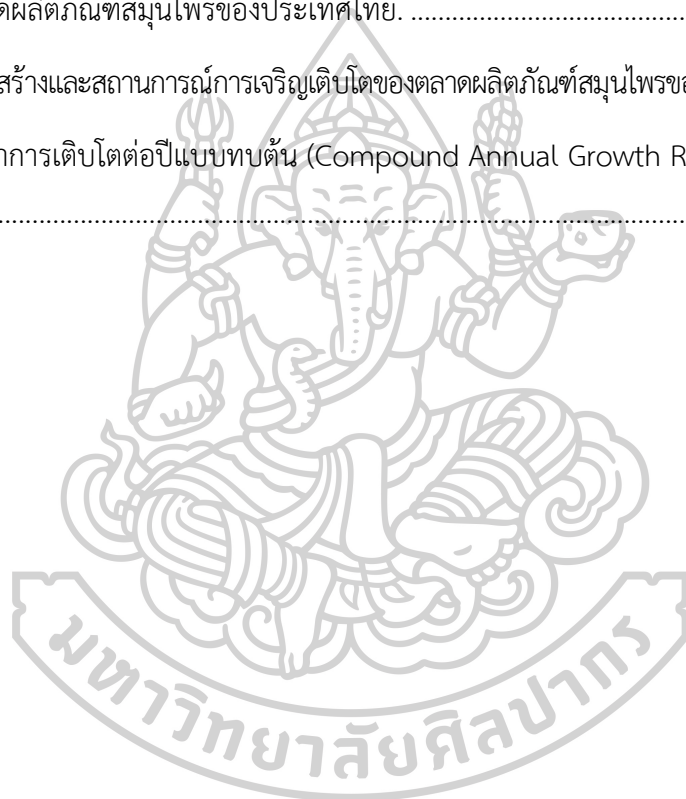 ดผลิตภัณฑ์สมุนไพรของประเทศไทย. ........................................
สร้างและสถานการณ์การเจริญเติบโตของตลาดผลิตภัณฑ์สมุนไพรขอ
าการเติบโตต่อปีแบบทบต้น (Compound Annual Growth R
........................................................................................................
มหาวิทยาลัยศิลปากร